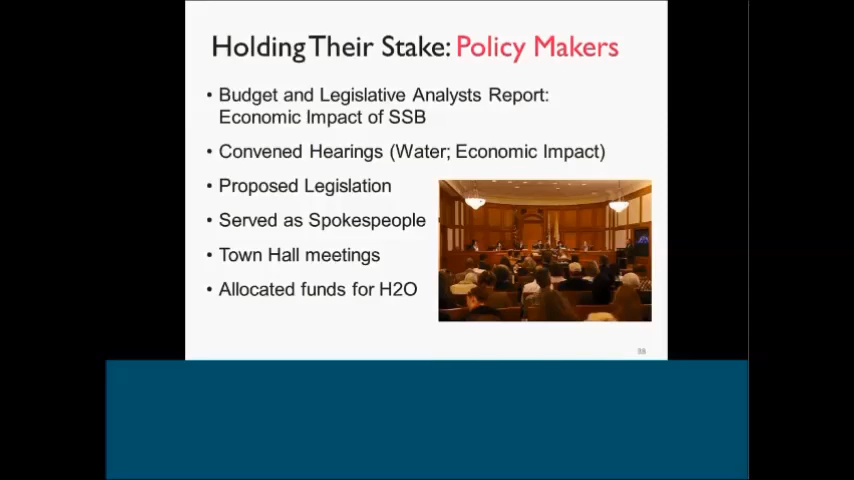 Holding Their Stake: Policy Makers
• Budget and Legislative Analysts Report:
Economic Impact of SSB
• Convened Hearings (Water; Economic Impact)
• Proposed Legislation
• Served as Spokespeople
• Town Hall meetings
• Allocated funds for H2O
38